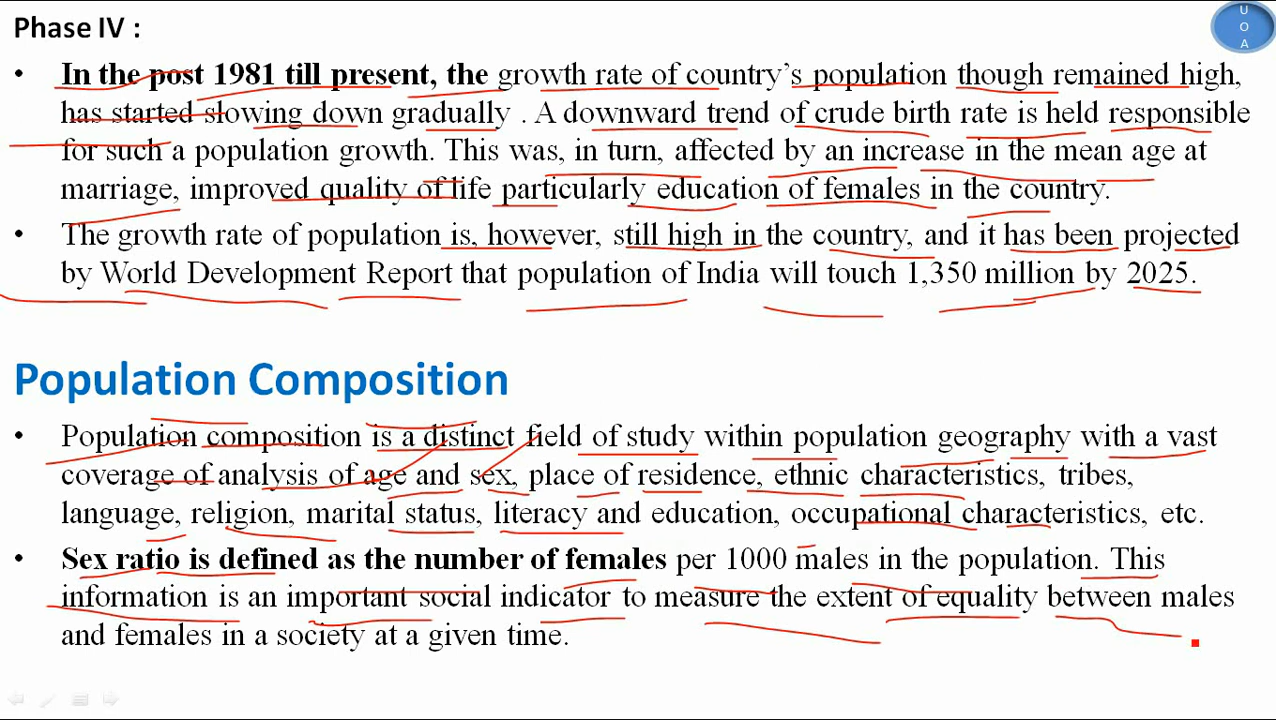 Phase IV :
U
O
A
• In the post 1981 till present, the growth rate of country's population though remained high,
has started slowing down gradually . A downward trend of crude birth rate is held responsible
for such a population growth. This was, in turn, affected by an increase in the mean age at
marriage, improved quality of life particularly education of females in the country.
• The growth rate of population is, however, still high in the country, and it has been projected
by World Development Report that population of India will touch 1,350 million by 2025.
Population Composition
• Population composition is a distinct field of study within population geography with a vast
coverage of analysis of age and sex, place of residence, ethnic characteristics, tribes,
language, religion, marital status, literacy and education, occupational characteristics, etc.
• Sex ratio is defined as the number of females per 1000 males in the population. This
information is an important social indicator to measure the extent of equality between males
and females in a society at a given time.